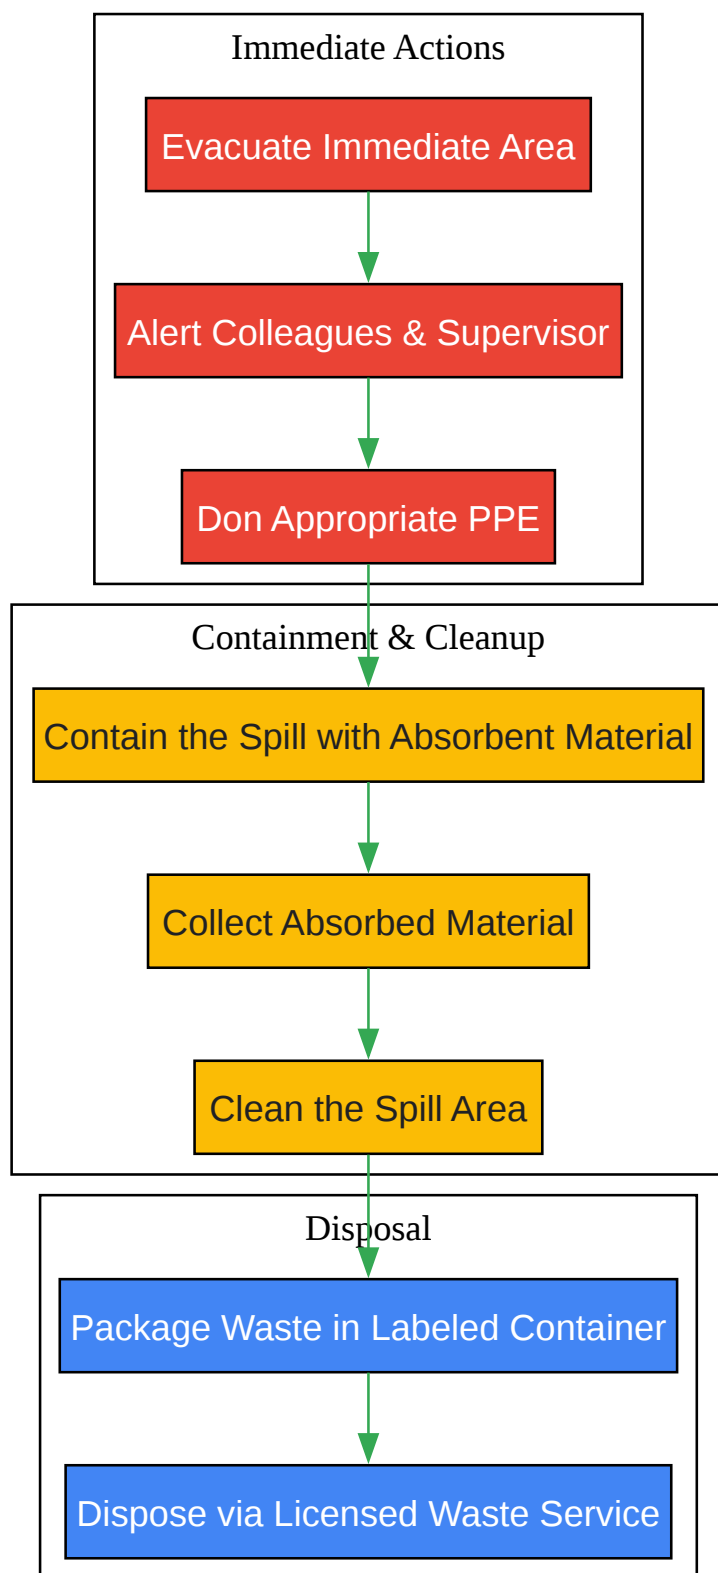 Immediate Actions
Evacuate Immediate Area
Alert Colleagues & Supervisor
Don Appropriate PPE
Containment & Cleanup
Contain the Spill with Absorbent Material
Collect Absorbed Material
Clean the Spill Area
Disposal
Package Waste in Labeled Container
Dispose via Licensed Waste Service